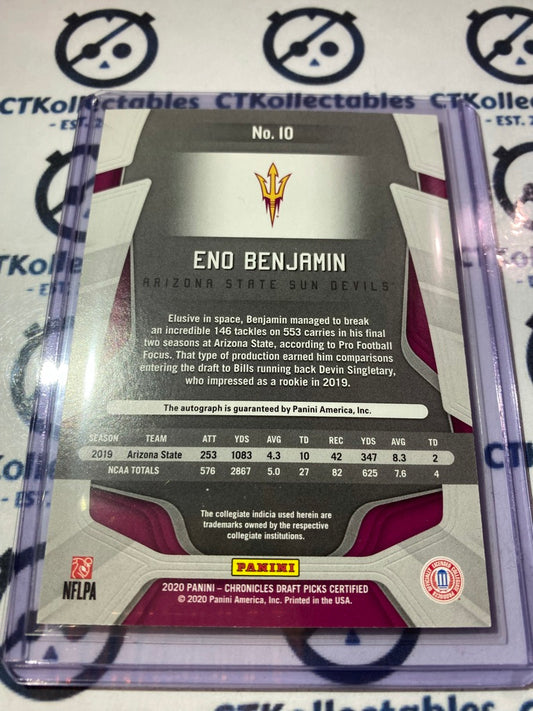 CTKollectables
CTKollectables
- EST. 2
No. 10
ENO BENJAMIN
ARIZONA STATE SUN DEVILS
Elusive in space, Benjamin managed to break
an incredible 146 tackles on 553 carries in his final
two seasons at Arizona State, according to Pro Football
Focus. That type of production earned him comparisons
entering the draft to Bills running back Devin Singletary,
who impressed as a rookie in 2019.
The autograph is guaranteed by Panini America, Inc.
SEASON TEAM ATT YDS AVG TD REC YDS AVG TD
2019 Arizona State 253 1083 4.3 10 42 347 8.3 2
NCAA TOTALS 576 2867 5.0 27 82 625 7.6 4
The collegiate indicia used herein are
trademarks owned by the respective
collegiate institutions.
PANINI
NFLPA
2020 PANINI – CHRONICLES DRAFT PICKS CERTIFIED
© 2020 Panini America, Inc. Printed in the USA.
OFFICIALLY LICENSED COLLEGIATE PRODUCTS
CTKollectables
- EST. 2020 -